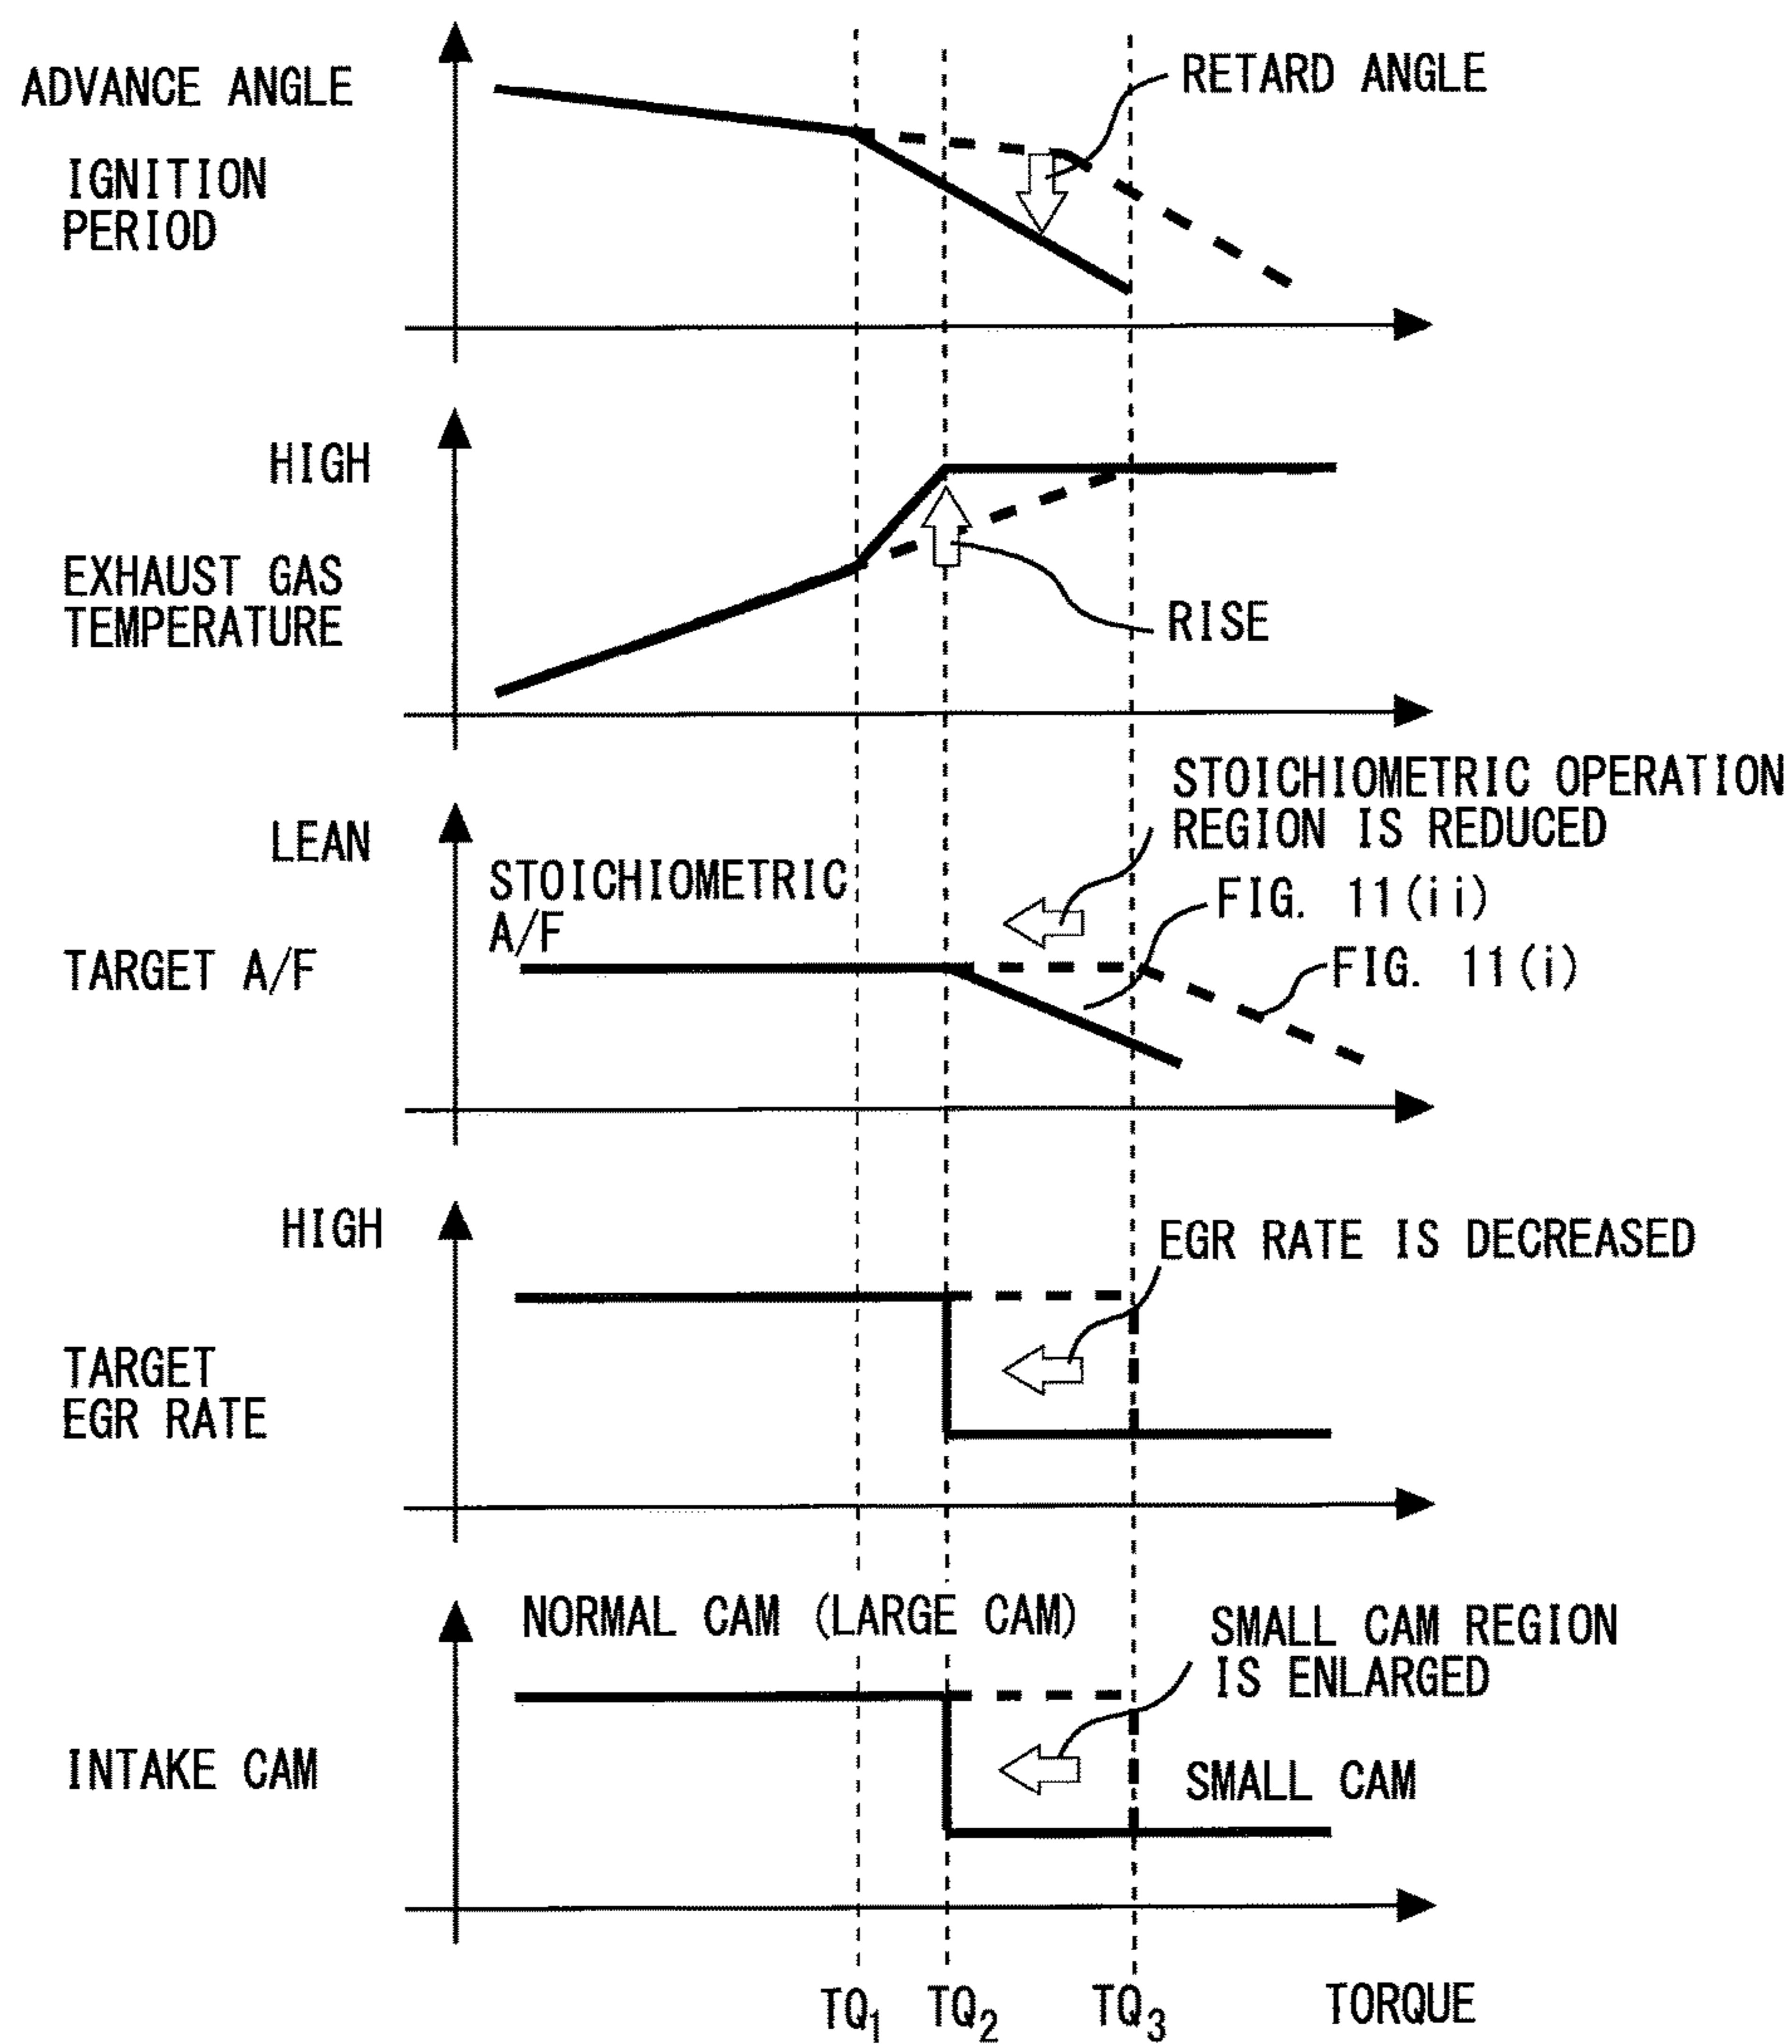 ADVANCE ANGLE
RETARD ANGLE
IGNITION
PERIOD
HIGH
EXHAUST GAS
TEMPERATURE
RISE
STOICHIOMETRIC OPERATION
REGION IS REDUCED
LEAN
STOICHIOMETRIC
A/F
FIG. 11(ii)
TARGET A/F
FIG. 11(i)
HIGH
EGR RATE IS DECREASED
TARGET
EGR RATE
NORMAL CAM (LARGE CAM)
SMALL CAM REGION
IS ENLARGED
INTAKE CAM
SMALL CAM
TQ1 TQ2 TQ3 TORQUE